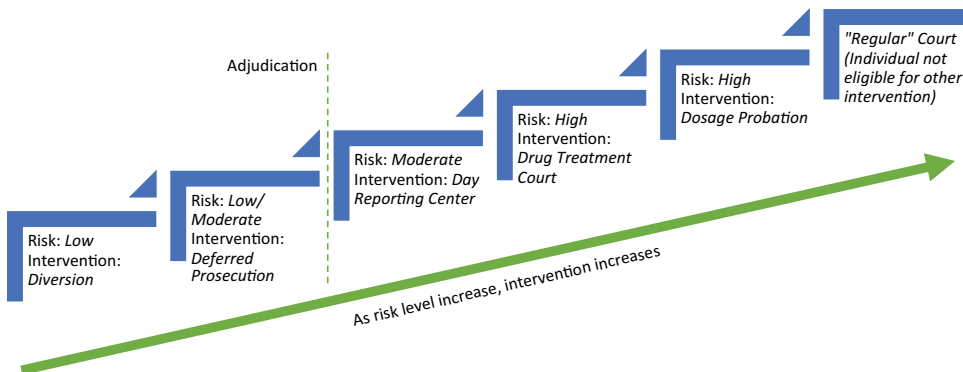 Adjudication
Risk: Low
Intervention:
Diversion
Risk: Low/
Moderate
Intervention:
Deferred
Prosecution
Risk: Moderate
Intervention: Day
Reporting Center
Risk: High
Intervention:
Drug Treatment
Court
Risk: High
Intervention:
Dosage Probation
"Regular" Court
(Individual not
eligible for other
intervention)
As risk level increase, intervention increases